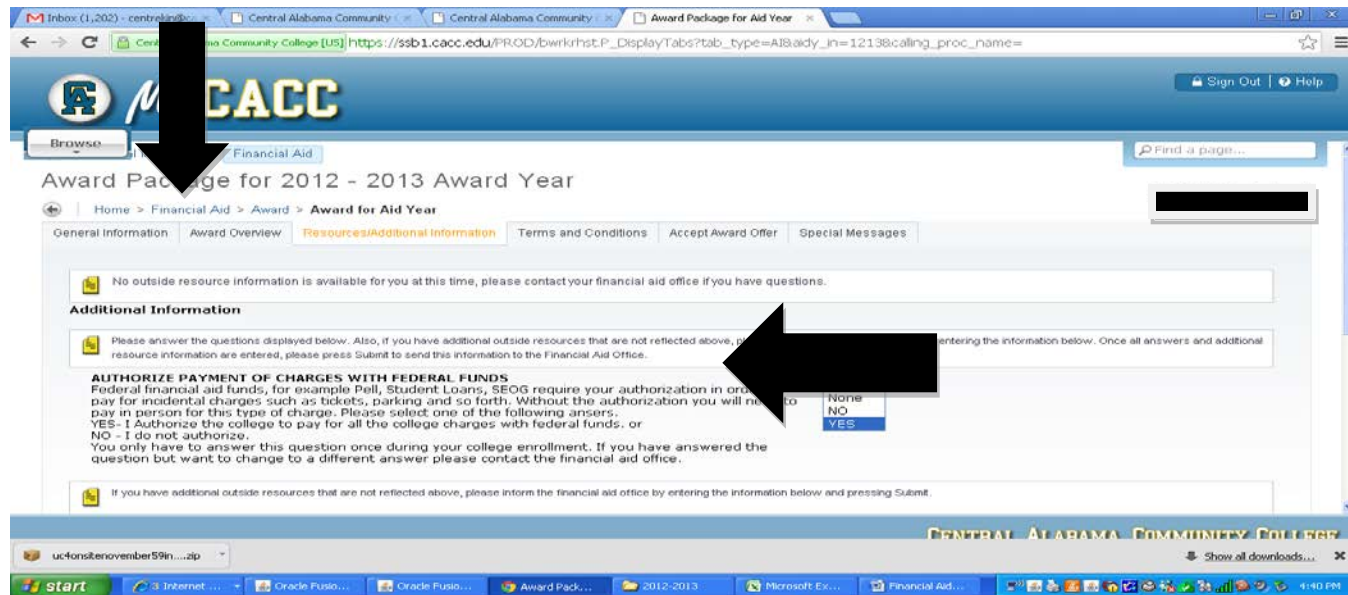 Inbox (1,202) - centrekin@
Central Alabama Community
Central Alabama Community
Award Package for Aid Year
Community College [US] https://ssb1.cacc.edu/PROD/bwrkrhst.P_DisplayTabs?tab_type=AI&aidy_in=1213&calling_proc_name=
CACC
Sign Out | Help
Browse
Financial Aid
Find a page...
Award Package for 2012 - 2013 Award Year
Home > Financial Aid > Award > Award for Aid Year
General Information Award Overview Resources/Additional Information Terms and Conditions Accept Award Offer Special Messages
No outside resource information is available for you at this time, please contact your financial aid office if you have questions.
Additional Information
Please answer the questions displayed below. Also, if you have additional outside resources that are not reflected above, entering the information below. Once all answers and additional
resource information are entered, please press Submit to send this information to the Financial Aid Office.
AUTHORIZE PAYMENT OF CHARGES WITH FEDERAL FUNDS
Federal financial aid funds, for example Pell, Student Loans, SEOG require your authorization in
pay for incidental charges such as tickets, parking and so forth. Without the authorization you will to
pay in person for this type of charge. Please select one of the following ansers.
YES- I Authorize the college to pay for all the college charges with federal funds. or
NO - I do not authorize.
You only have to answer this question once during your college enrollment. If you have answered the
question but want to change to a different answer please contact the financial aid office.
None
NO
YES
If you have additional outside resources that are not reflected above, please inform the financial aid office by entering the information below and pressing Submit.
CENTRAL ALABAMA COMMUNITY COLLEGE
uc4onsitenovember59in....zip
Show all downloads...
start
3 Internet ...
Oracle Fusio...
Oracle Fusio...
Award Pack...
2012-2013
Microsoft Ex...
Financial Aid...
4:40 PM